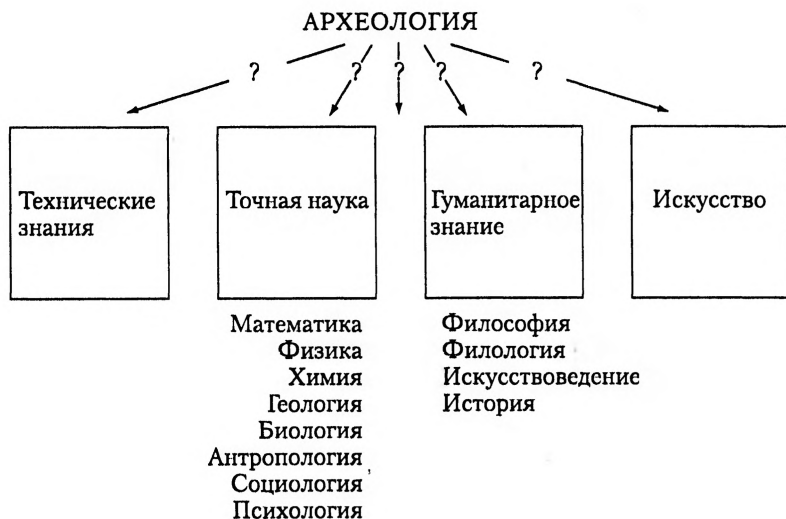 АРХЕОЛОГИЯ
? ? ? ? ?
Технические
знания
Точная наука
Гуманитарное
знание
Искусство
Математика
Физика
Химия
Геология
Биология
Антропология
Социология
Психология
Философия
Филология
Искусствоведение
История